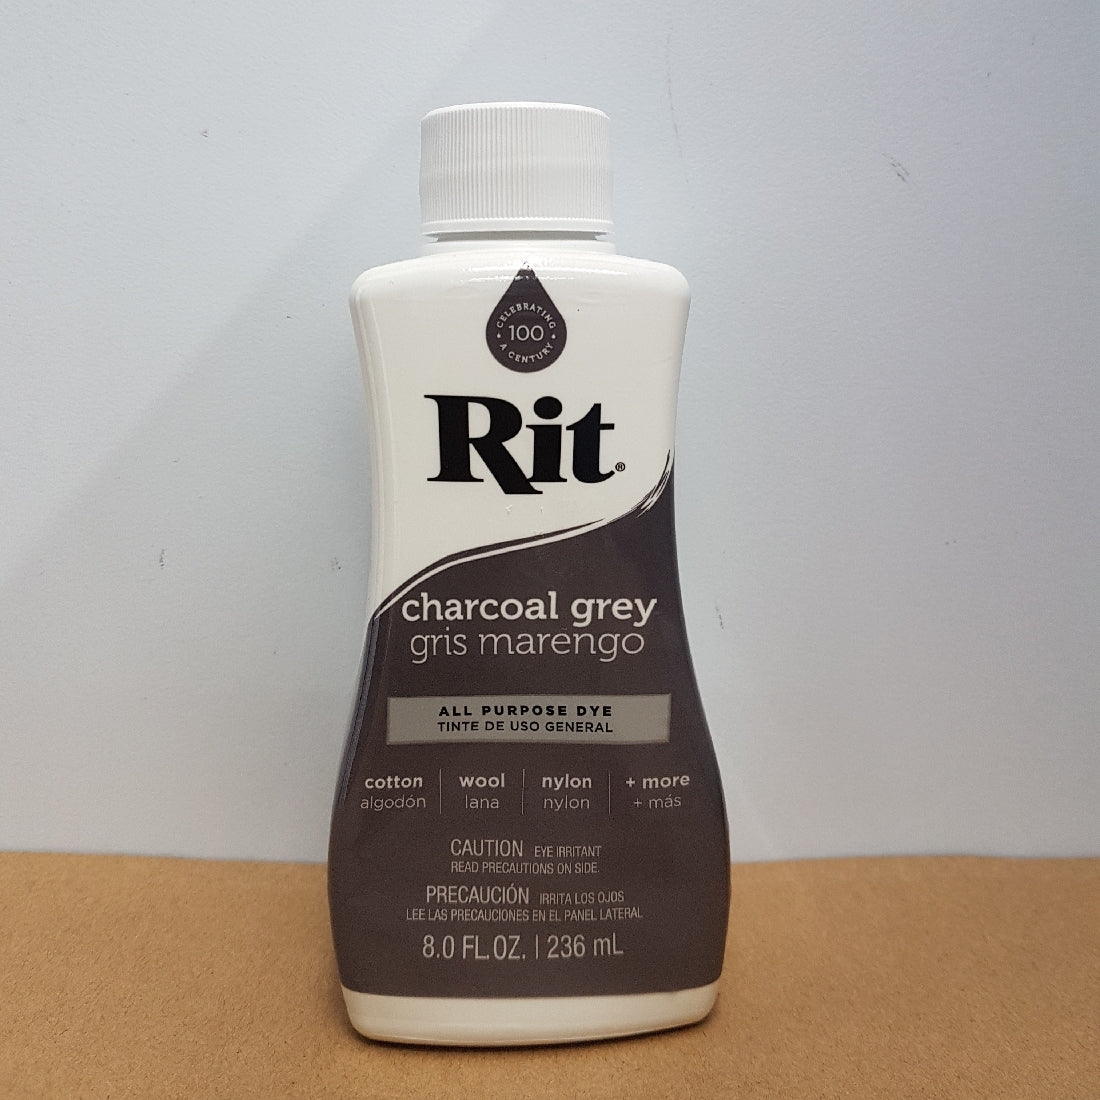 CELEBRATING
100
A CENTURY
Rit®
charcoal grey
gris marengo
ALL PURPOSE DYE
TINTE DE USO GENERAL
cotton wool nylon + more
algodón lana nylon + más
CAUTION EYE IRRITANT
READ PRECAUTIONS ON SIDE.
PRECAUCIÓN IRRITA LOS OJOS
LEE LAS PRECAUCIONES EN EL PANEL LATERAL
8.0 FL.OZ. | 236 mL